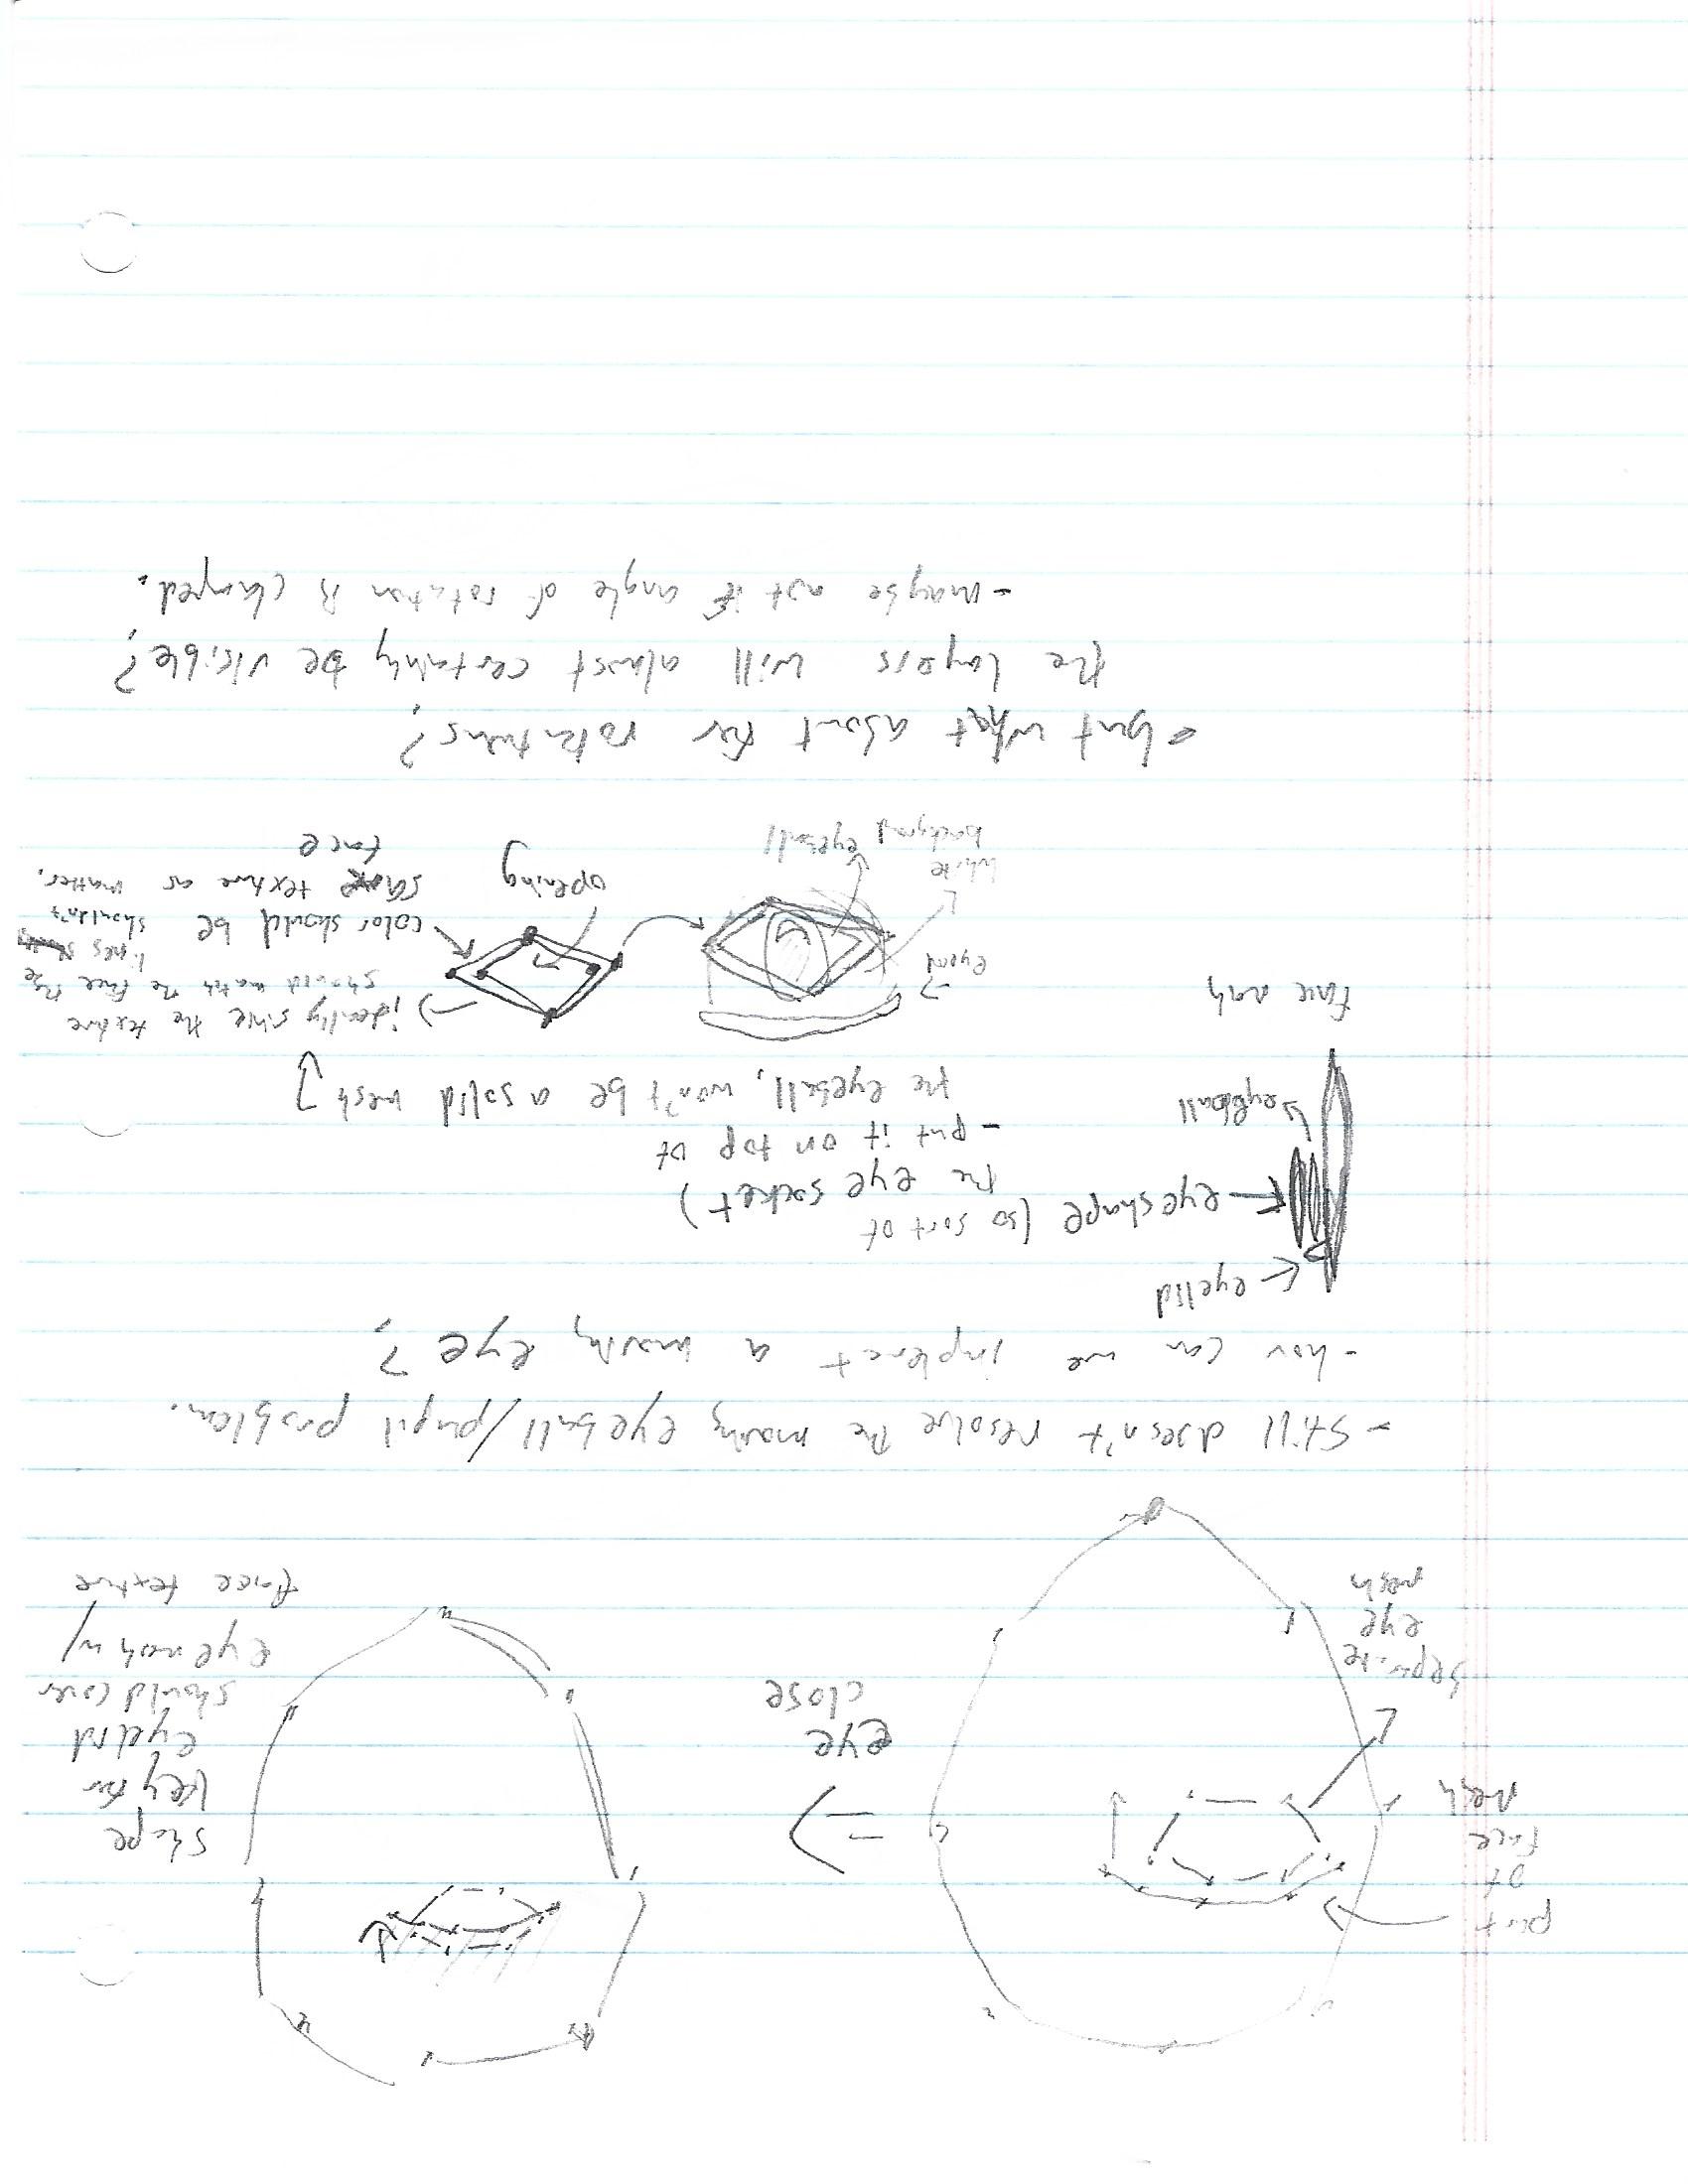 part
of
face
mesh
separate
eye
mesh
=>
eye
close
shape
key for
eyelid
should cover
eye mesh w/
face texture
- Still doesn't resolve the moving eyeball/pupil problem.
- how can we implement a moving eye?
eyelid
eyeshape (so sort of
the eye socket)
- put it on top of
the eyeball, won't be a solid mesh
eyeball
face mesh
eyelid
white
background
eyeball
opening
ideally since the texture
should match the face the
lines
shouldn't
matter.
color should be
same texture as
face
- but what about for rotations?
the layers will almost certainly be visible?
- maybe not if angle of rotation is clamped.